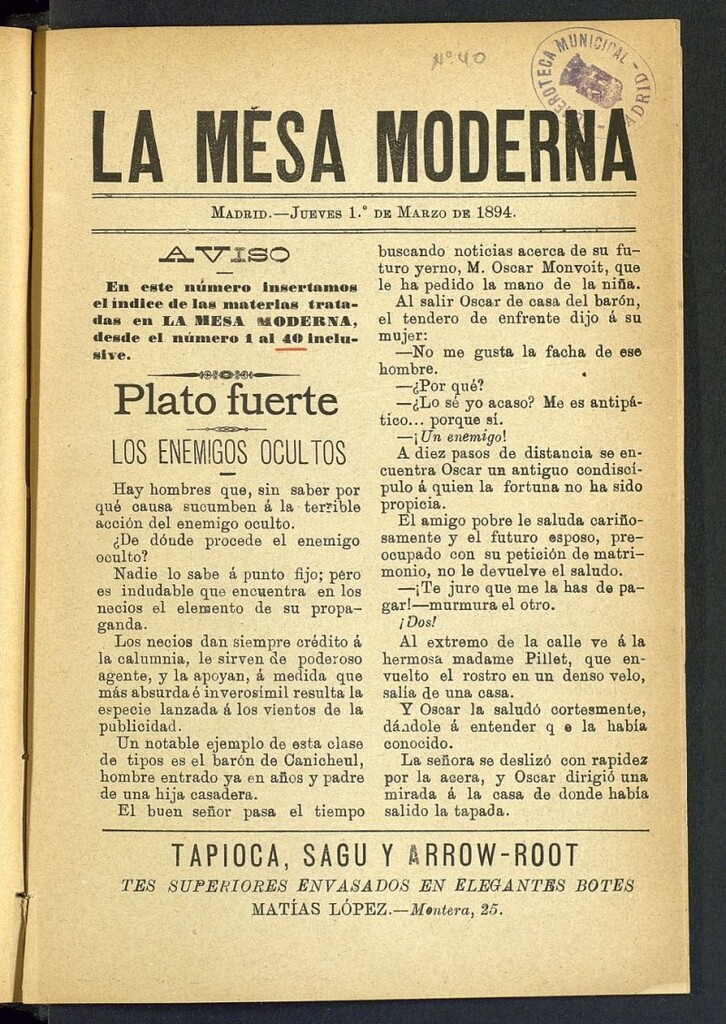 Nº 40
HEMEROTECA MUNICIPAL - MADRID
LA MESA MODERNA
MADRID.—JUEVES 1.° DE MARZO DE 1894.
AVISO
En este número insertamos
el índice de las materias trata-
das en LA MESA MODERNA,
desde el número 1 al 40 inclu-
sive.
Plato fuerte
LOS ENEMIGOS OCULTOS
Hay hombres que, sin saber por
qué causa sucumben á la terrible
acción del enemigo oculto.
¿De dónde procede el enemigo
oculto?
Nadie lo sabe á punto fijo; pero
es indudable que encuentra en los
necios el elemento de su propa-
ganda.
Los necios dan siempre crédito á
la calumnia, le sirven de poderoso
agente, y la apoyan, á medida que
más absurda é inverosímil resulta la
especie lanzada á los vientos de la
publicidad.
Un notable ejemplo de esta clase
de tipos es el barón de Canicheul,
hombre entrado ya en años y padre
de una hija casadera.
El buen señor pasa el tiempo
buscando noticias acerca de su fu-
turo yerno, M. Oscar Monvoit, que
le ha pedido la mano de la niña.
Al salir Oscar de casa del barón,
el tendero de enfrente dijo á su
mujer:
—No me gusta la facha de ese
hombre.
—¿Por qué?
—¿Lo sé yo acaso? Me es antipá-
tico... porque sí.
—¡Un enemigo!
A diez pasos de distancia se en-
cuentra Oscar un antiguo condiscí-
pulo á quien la fortuna no ha sido
propicia.
El amigo pobre le saluda cariño-
samente y el futuro esposo, pre-
ocupado con su petición de matri-
monio, no le devuelve el saludo.
—¡Te juro que me la has de pa-
gar!—murmura el otro.
¡Dos!
Al extremo de la calle ve á la
hermosa madame Pillet, que en-
vuelto el rostro en un denso velo,
salía de una casa.
Y Oscar la saludó cortesmente,
dándole á entender q e la había
conocido.
La señora se deslizó con rapidez
por la acera, y Oscar dirigió una
mirada á la casa de donde había
salido la tapada.
TAPIOCA, SAGU Y ARROW-ROOT
TES SUPERIORES ENVASADOS EN ELEGANTES BOTES
MATÍAS LÓPEZ.—Montera, 25.